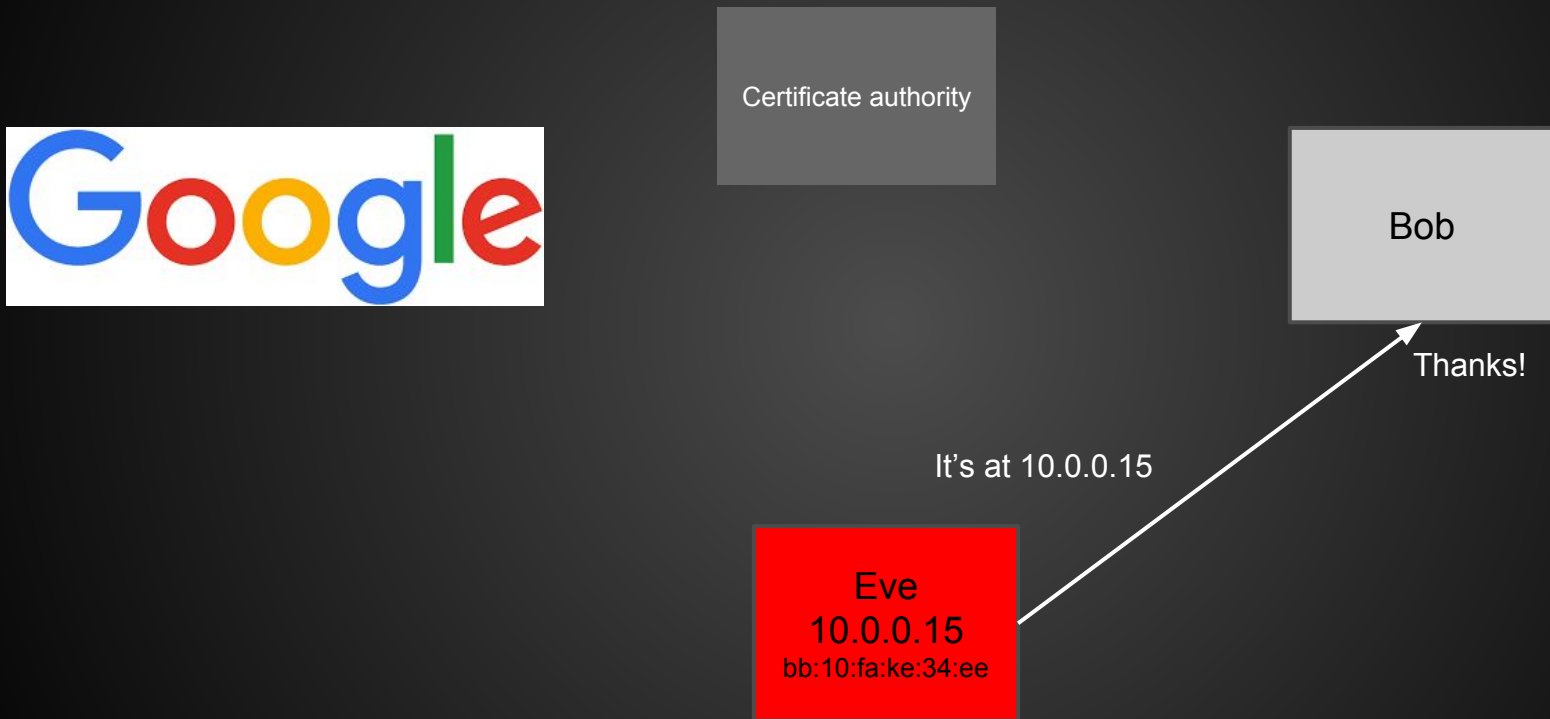 Certificate authority
Google
Bob
Thanks!
It’s at 10.0.0.15
Eve
10.0.0.15
bb:10:fa:ke:34:ee